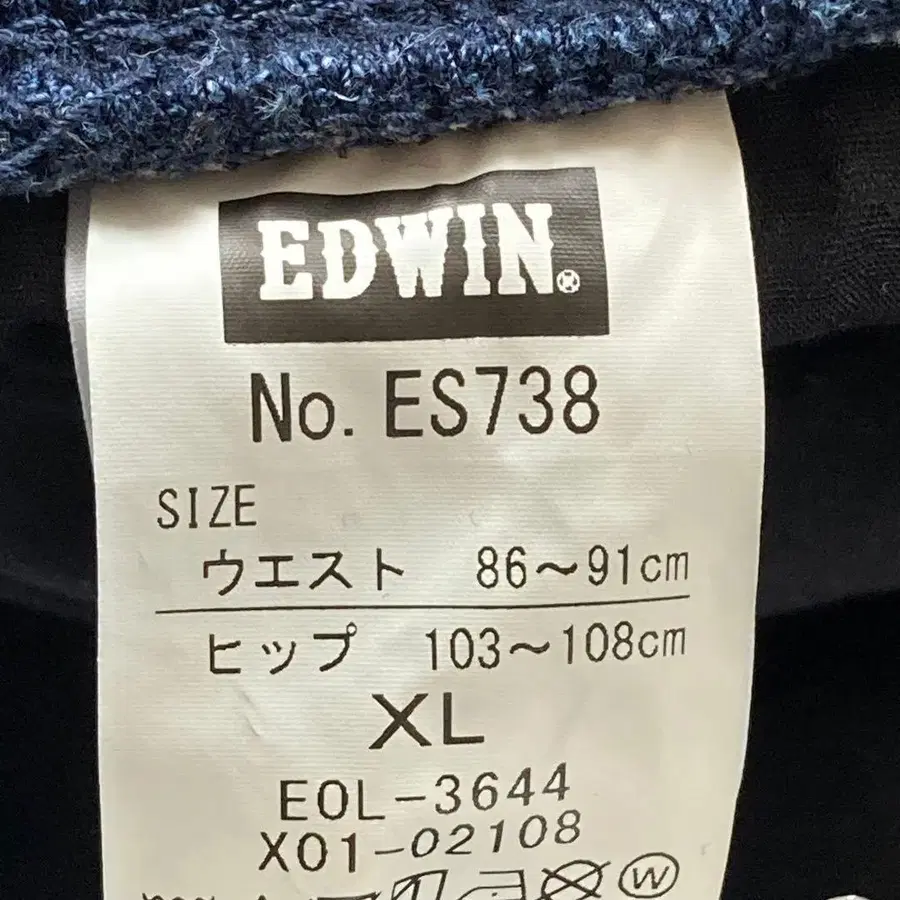 EDWIN®
No. ES738
SIZE
ウエスト 86～91cm
ヒップ 103～108cm
XL
EOL-3644
X01-02108
W